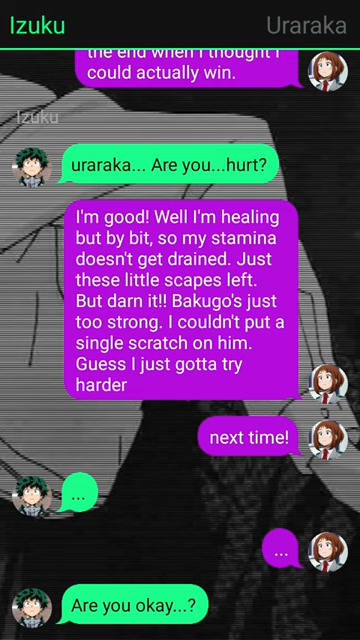 Izuku Uraraka
the end when I thought I
could actually win.
Izuku
uraraka... Are you...hurt?
I'm good! Well I'm healing
but by bit, so my stamina
doesn't get drained. Just
these little scapes left.
But darn it!! Bakugo's just
too strong. I couldn't put a
single scratch on him.
Guess I just gotta try
harder
next time!
...
...
Are you okay...?